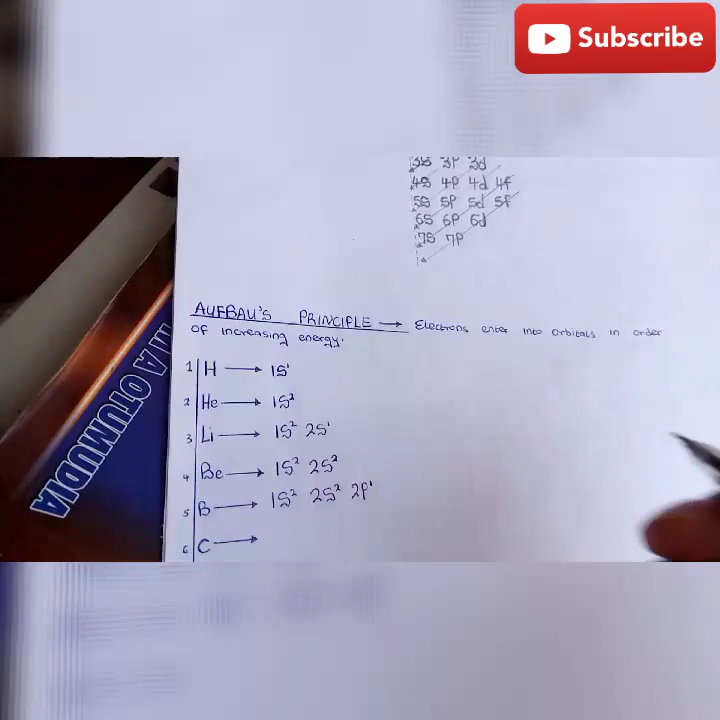 Subscribe
3S 3P 3d
4S 4P 4d 4f
5S 5P 5d 5f
6S 6P 6d
7S 7P
AUFBAU'S PRINCIPLE → Electrons enter into orbitals in order
of increasing energy.
1 H → 1S¹
2 He → 1S²
3 Li → 1S² 2S¹
4 Be → 1S² 2S²
5 B → 1S² 2S² 2P¹
6 C →
OTUMUDIA